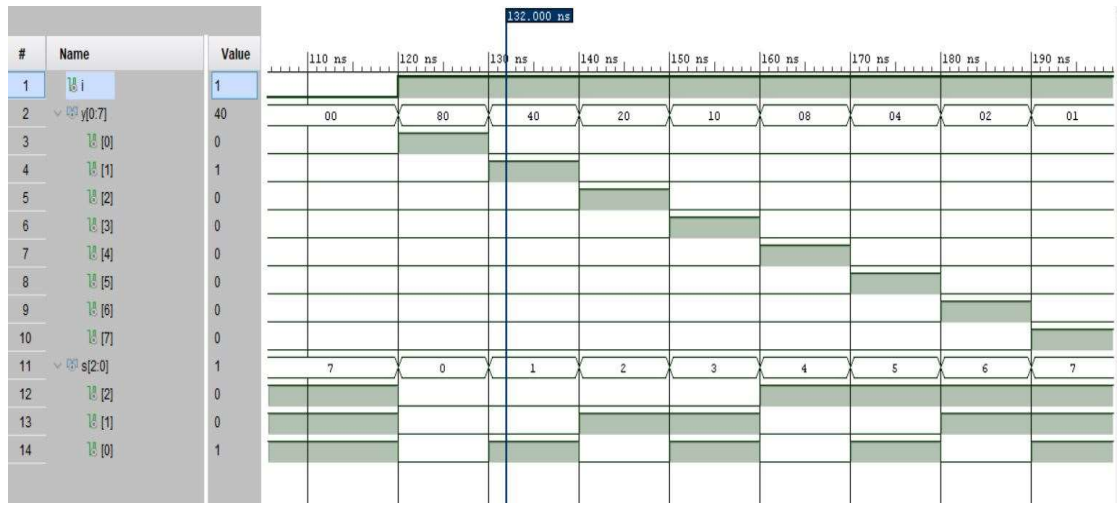 132.000 ns
# Name Value 110 ns 120 ns 130 ns 140 ns 150 ns 160 ns 170 ns 180 ns 190 ns
1 i 1
2 y[0:7] 40 00 80 40 20 10 08 04 02 01
3 [0] 0
4 [1] 1
5 [2] 0
6 [3] 0
7 [4] 0
8 [5] 0
9 [6] 0
10 [7] 0
11 s[2:0] 1 7 0 1 2 3 4 5 6 7
12 [2] 0
13 [1] 0
14 [0] 1